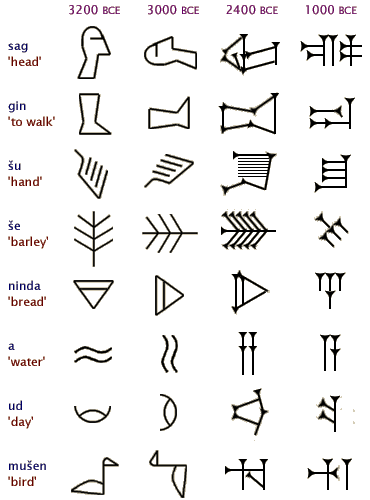 3200 BCE 3000 BCE 2400 BCE 1000 BCE
sag
'head'
gin
'to walk'
šu
'hand'
še
'barley'
ninda
'bread'
a
'water'
ud
'day'
mušen
'bird'